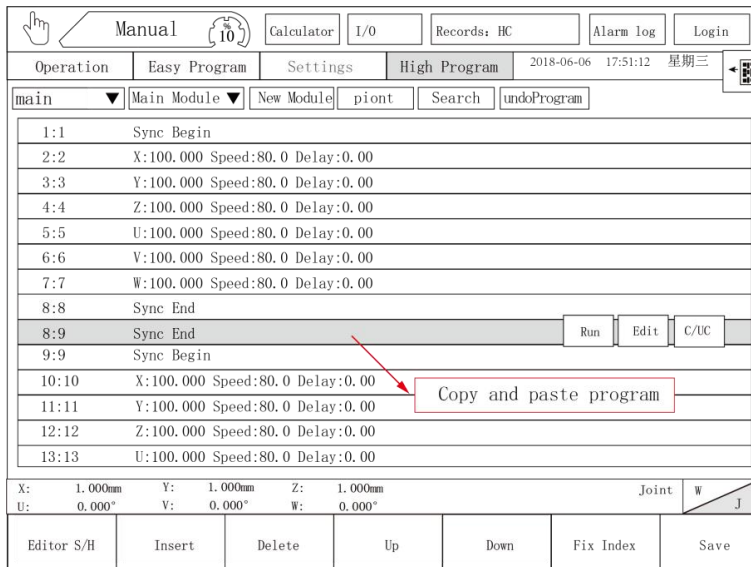 Manual % 10 Calculator I/O Records: HC Alarm log Login
Operation Easy Program Settings High Program 2018-06-06 17:51:12 星期三
main Main Module New Module piont Search undoProgram
1:1 Sync Begin
2:2 X:100.000 Speed:80.0 Delay:0.00
3:3 Y:100.000 Speed:80.0 Delay:0.00
4:4 Z:100.000 Speed:80.0 Delay:0.00
5:5 U:100.000 Speed:80.0 Delay:0.00
6:6 V:100.000 Speed:80.0 Delay:0.00
7:7 W:100.000 Speed:80.0 Delay:0.00
8:8 Sync End
8:9 Sync End Run Edit C/UC
9:9 Sync Begin
10:10 X:100.000 Speed:80.0 Delay:0.00
Copy and paste program
11:11 Y:100.000 Speed:80.0 Delay:0.00
12:12 Z:100.000 Speed:80.0 Delay:0.00
13:13 U:100.000 Speed:80.0 Delay:0.00
X: 1.000mm Y: 1.000mm Z: 1.000mm Joint W J
U: 0.000° V: 0.000° W: 0.000°
Editor S/H Insert Delete Up Down Fix Index Save